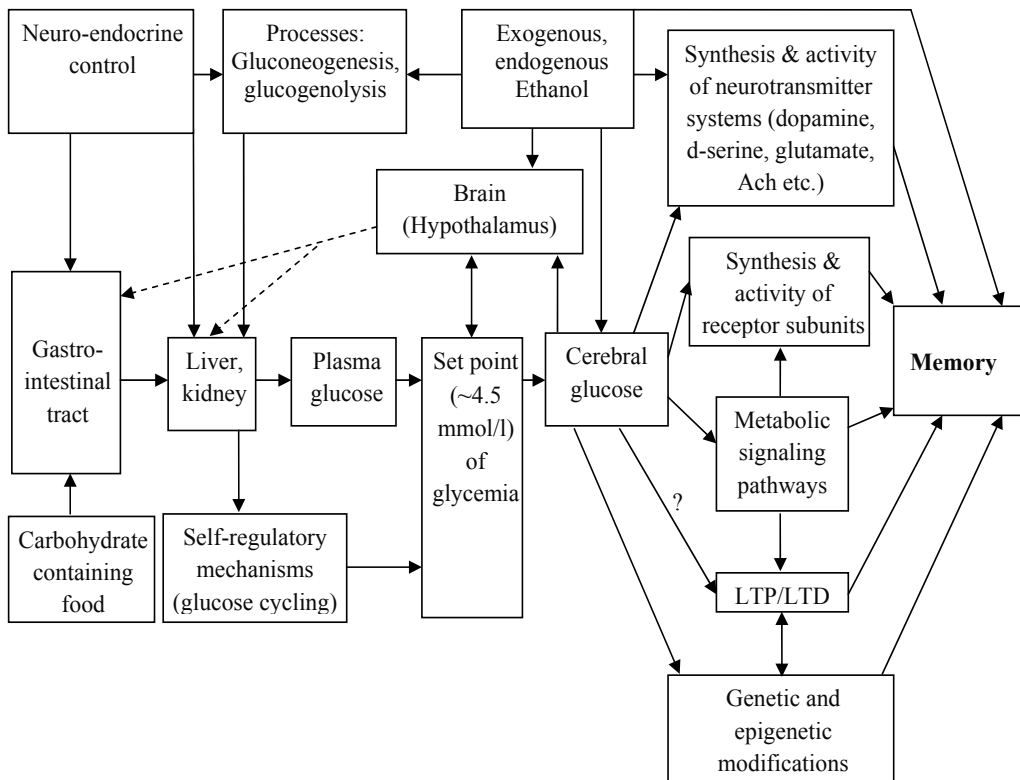 Neuro-endocrine
control
Processes:
Gluconeogenesis,
glucogenolysis
Exogenous,
endogenous
Ethanol
Synthesis & activity
of neurotransmitter
systems (dopamine,
d-serine, glutamate,
Ach etc.)
Brain
(Hypothalamus)
Synthesis &
activity of
receptor subunits
Gastro-
intestinal
tract
Liver,
kidney
Plasma
glucose
Set point
(~4.5
mmol/l)
of
glycemia
Cerebral
glucose
Memory
Metabolic
signaling
pathways
?
Carbohydrate
containing
food
Self-regulatory
mechanisms
(glucose cycling)
LTP/LTD
Genetic and
epigenetic
modifications